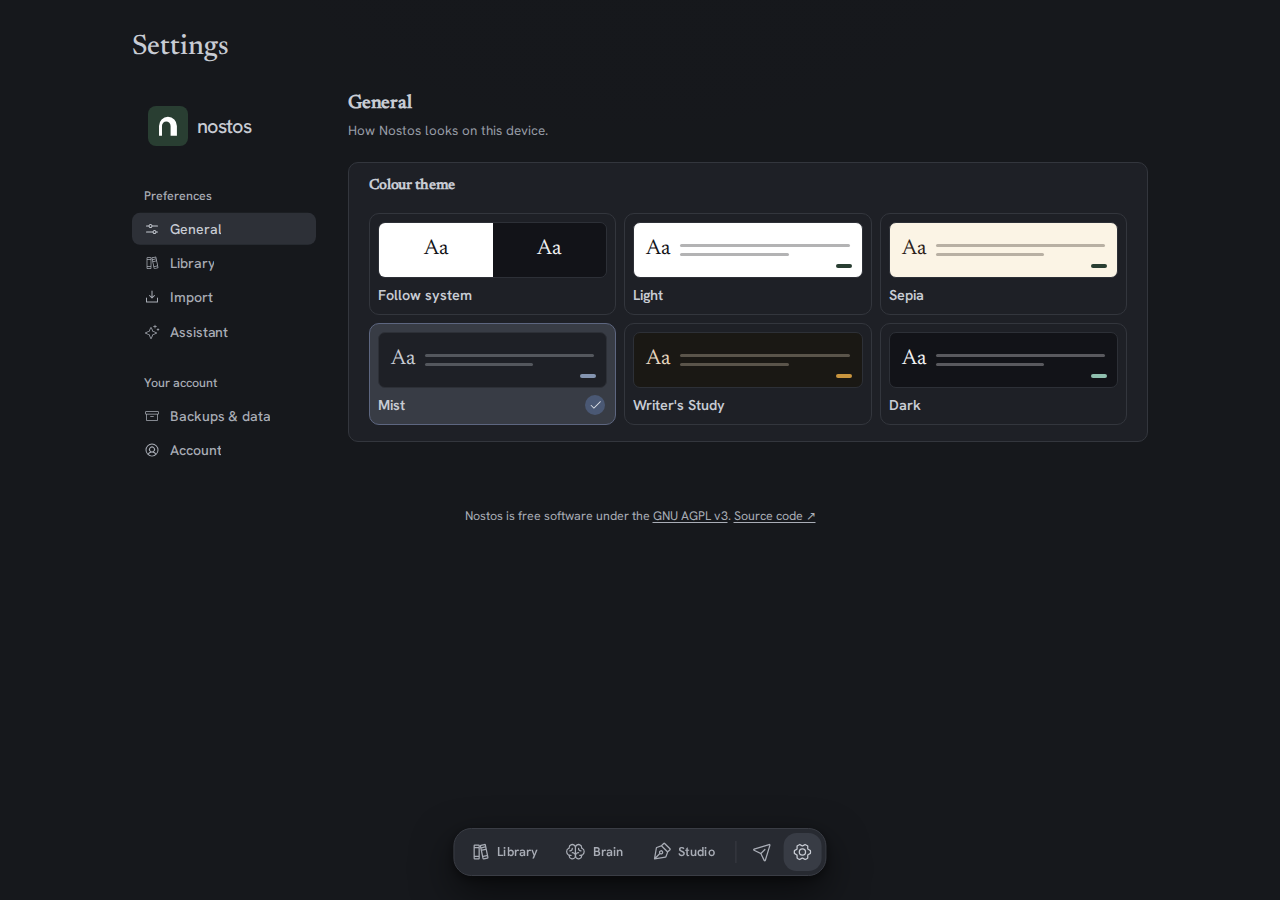 Settings
nostos
Preferences
General
Library
Import
Assistant
Your account
Backups & data
Account
General
How Nostos looks on this device.
Colour theme
Aa Aa
Follow system
Aa
Light
Aa
Sepia
Aa
Mist
Aa
Writer's Study
Aa
Dark
Nostos is free software under the GNU AGPL v3. Source code ↗
Library Brain Studio